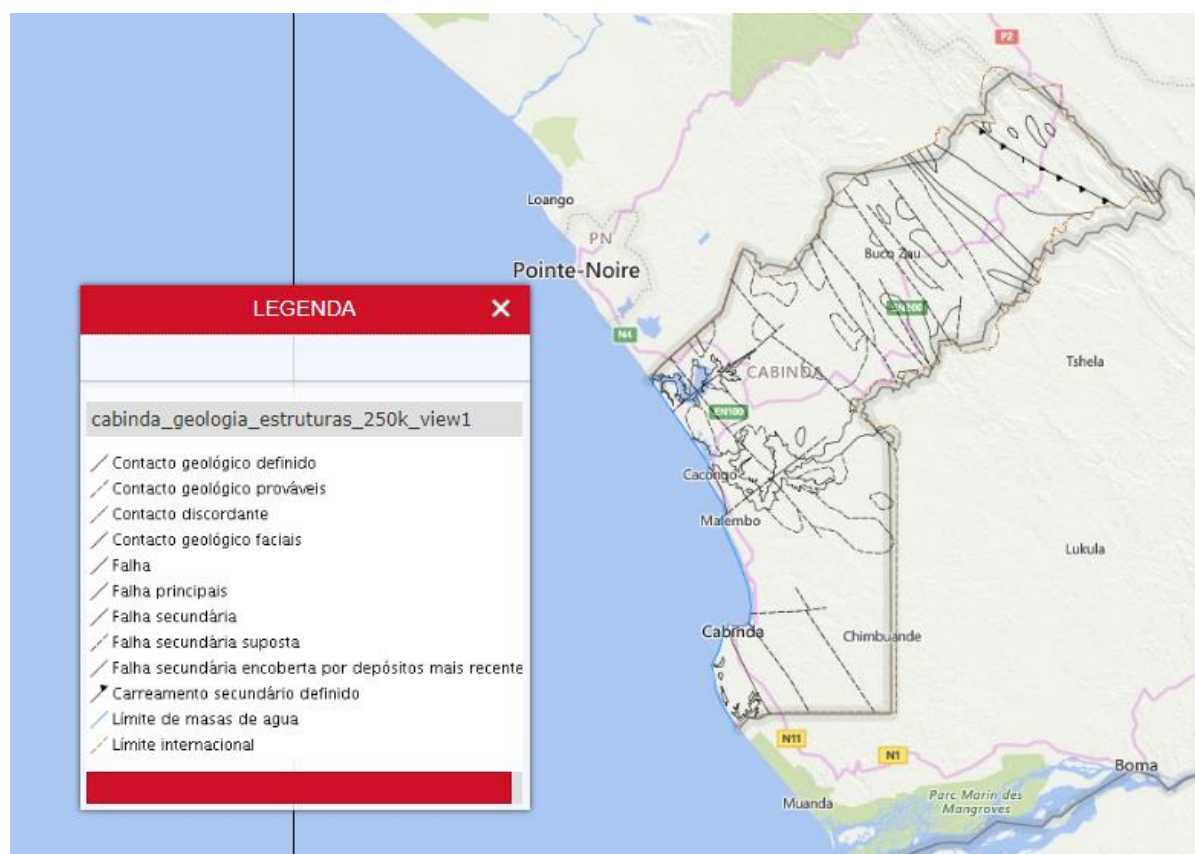 P2
Loango
PN
Pointe-Noire
Buco Zau
EN200
N4
Tshela
CABINDA
EN100
Cacongo
Malembo
Lukula
Cabinda
Chimbuande
N11
N1
Boma
Muanda
Parc Marin des
Mangroves
LEGENDA
cabinda_geologia_estruturas_250k_view1
Contacto geológico definido
Contacto geológico prováveis
Contacto discordante
Contacto geológico faciais
Falha
Falha principais
Falha secundária
Falha secundária suposta
Falha secundária encoberta por depósitos mais recente
Carreamento secundário definido
Límite de masas de agua
Límite internacional